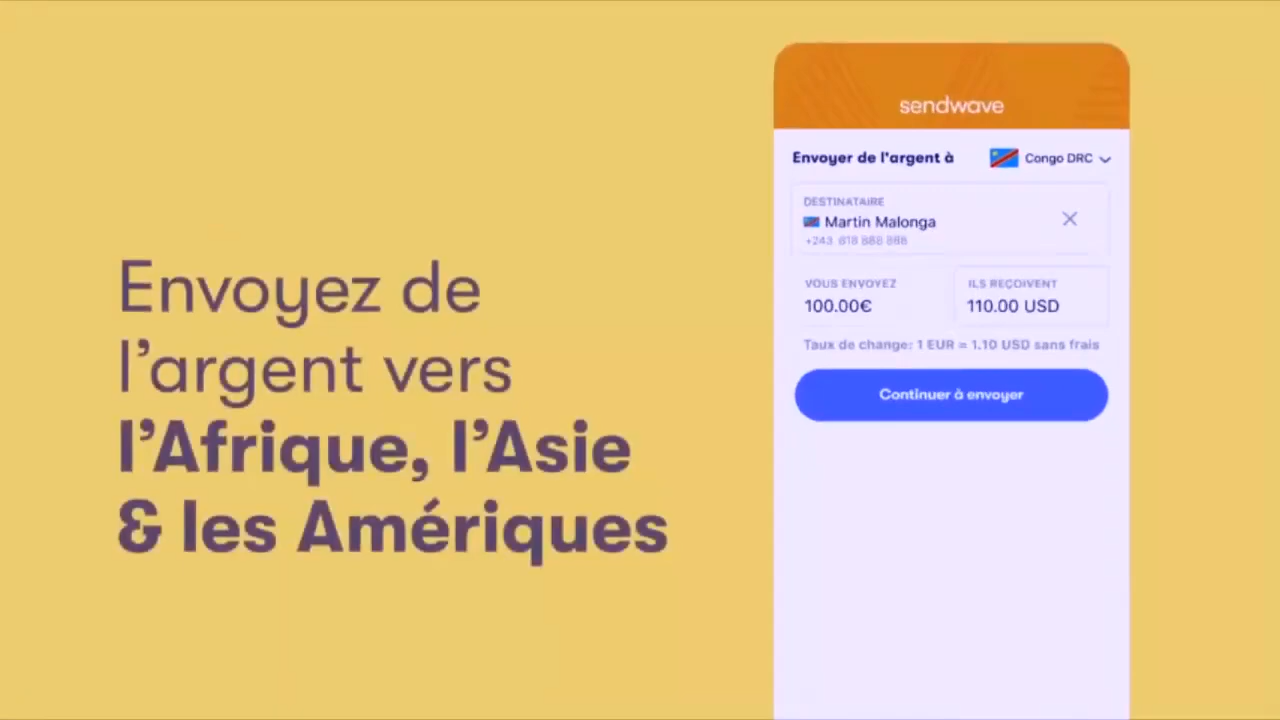 Envoyez de
l'argent vers
l'Afrique, l'Asie
& les Amériques
sendwave
Envoyer de l'argent à
Congo DRC
DESTINATAIRE
Martin Malonga
+243 818 888 888
VOUS ENVOYEZ
100.00€
ILS REÇOIVENT
110.00 USD
Taux de change: 1 EUR = 1.10 USD sans frais
Continuer à envoyer